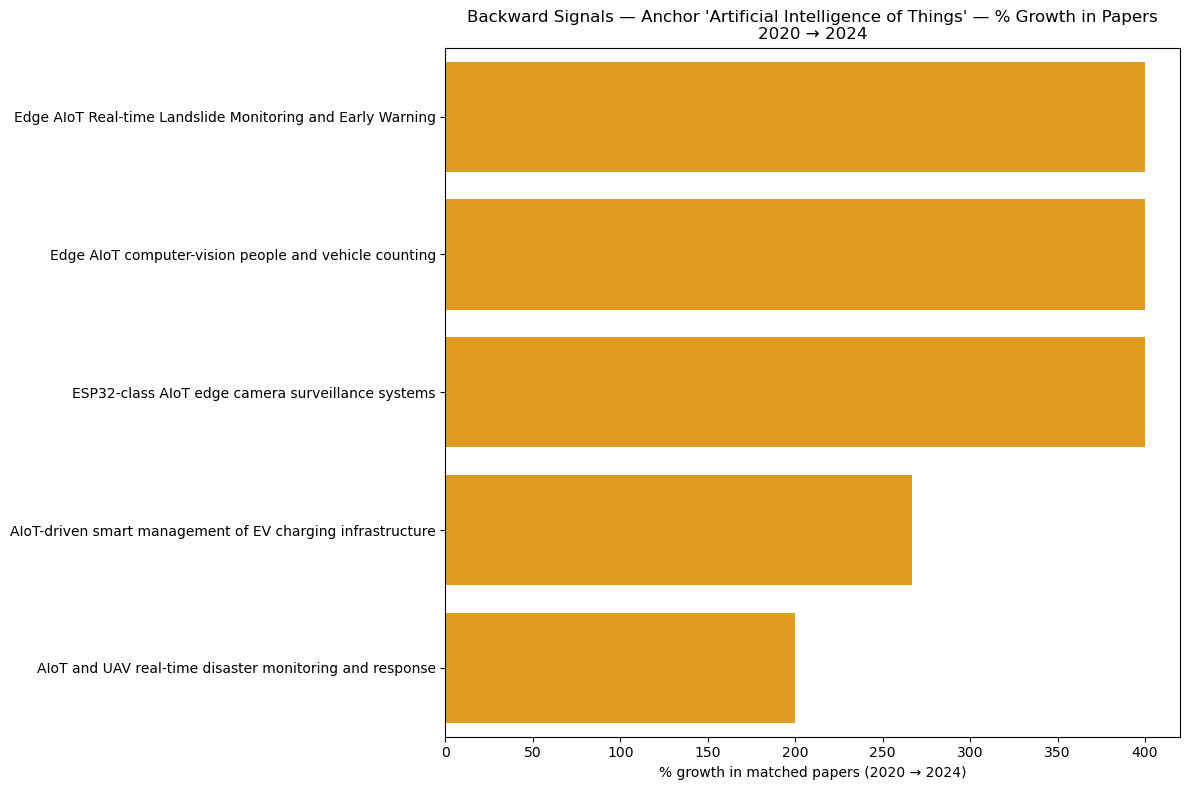 Backward Signals — Anchor 'Artificial Intelligence of Things' — % Growth in Papers
2020 → 2024
Edge AIoT Real-time Landslide Monitoring and Early Warning
Edge AIoT computer-vision people and vehicle counting
ESP32-class AIoT edge camera surveillance systems
AIoT-driven smart management of EV charging infrastructure
AIoT and UAV real-time disaster monitoring and response
0 50 100 150 200 250 300 350 400
% growth in matched papers (2020 → 2024)